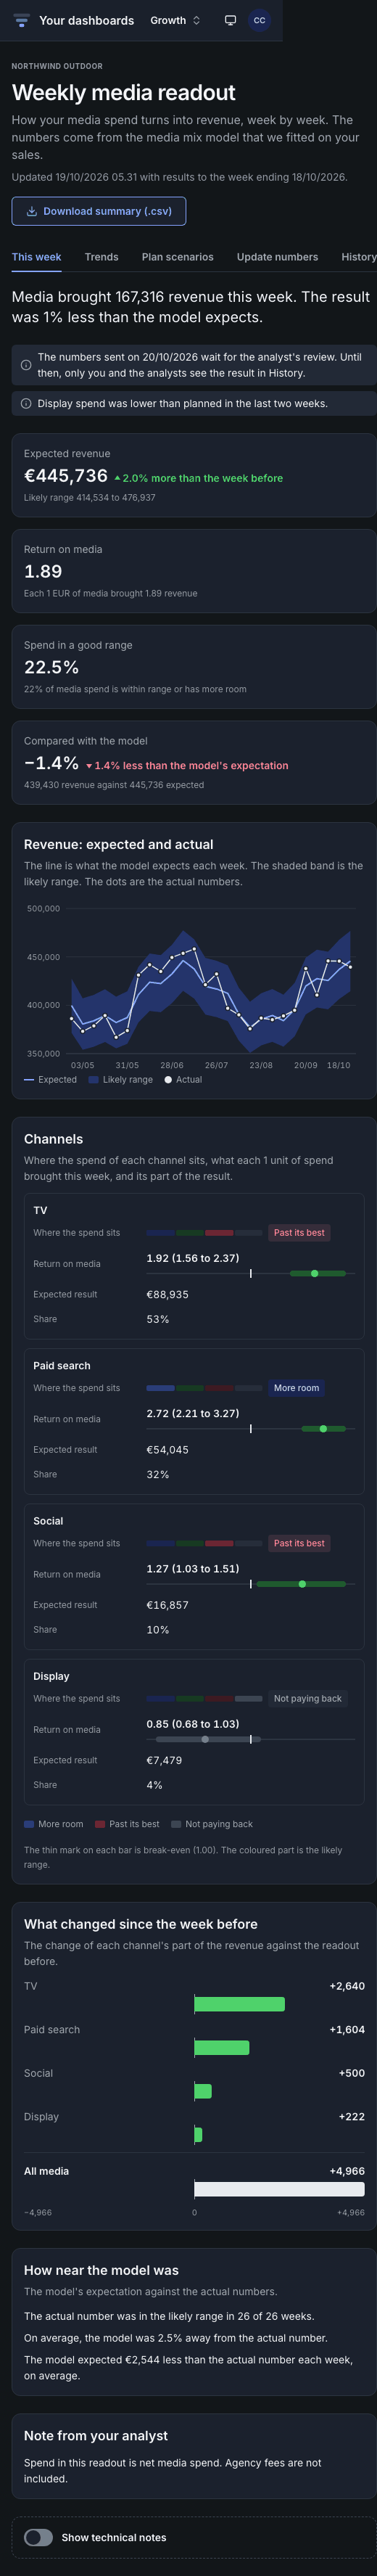 Your dashboards
Growth
CC
NORTHWIND OUTDOOR
Weekly media readout
How your media spend turns into revenue, week by week. The
numbers come from the media mix model that we fitted on your
sales.
Updated 19/10/2026 05.31 with results to the week ending 18/10/2026.
Download summary (.csv)
This week
Trends
Plan scenarios
Update numbers
History
Media brought 167,316 revenue this week. The result
was 1% less than the model expects.
The numbers sent on 20/10/2026 wait for the analyst's review. Until
then, only you and the analysts see the result in History.
Display spend was lower than planned in the last two weeks.
Expected revenue
€445,736 2.0% more than the week before
Likely range 414,534 to 476,937
Return on media
1.89
Each 1 EUR of media brought 1.89 revenue
Spend in a good range
22.5%
22% of media spend is within range or has more room
Compared with the model
−1.4% 1.4% less than the model's expectation
439,430 revenue against 445,736 expected
Revenue: expected and actual
The line is what the model expects each week. The shaded band is the
likely range. The dots are the actual numbers.
500,000
450,000
400,000
350,000
03/05 31/05 28/06 26/07 23/08 20/09 18/10
Expected Likely range Actual
Channels
Where the spend of each channel sits, what each 1 unit of spend
brought this week, and its part of the result.
TV
Where the spend sits Past its best
Return on media 1.92 (1.56 to 2.37)
Expected result €88,935
Share 53%
Paid search
Where the spend sits More room
Return on media 2.72 (2.21 to 3.27)
Expected result €54,045
Share 32%
Social
Where the spend sits Past its best
Return on media 1.27 (1.03 to 1.51)
Expected result €16,857
Share 10%
Display
Where the spend sits Not paying back
Return on media 0.85 (0.68 to 1.03)
Expected result €7,479
Share 4%
More room Past its best Not paying back
The thin mark on each bar is break-even (1.00). The coloured part is the likely
range.
What changed since the week before
The change of each channel's part of the revenue against the readout
before.
TV +2,640
Paid search +1,604
Social +500
Display +222
All media +4,966
−4,966 0 +4,966
How near the model was
The model's expectation against the actual numbers.
The actual number was in the likely range in 26 of 26 weeks.
On average, the model was 2.5% away from the actual number.
The model expected €2,544 less than the actual number each week,
on average.
Note from your analyst
Spend in this readout is net media spend. Agency fees are not
included.
Show technical notes